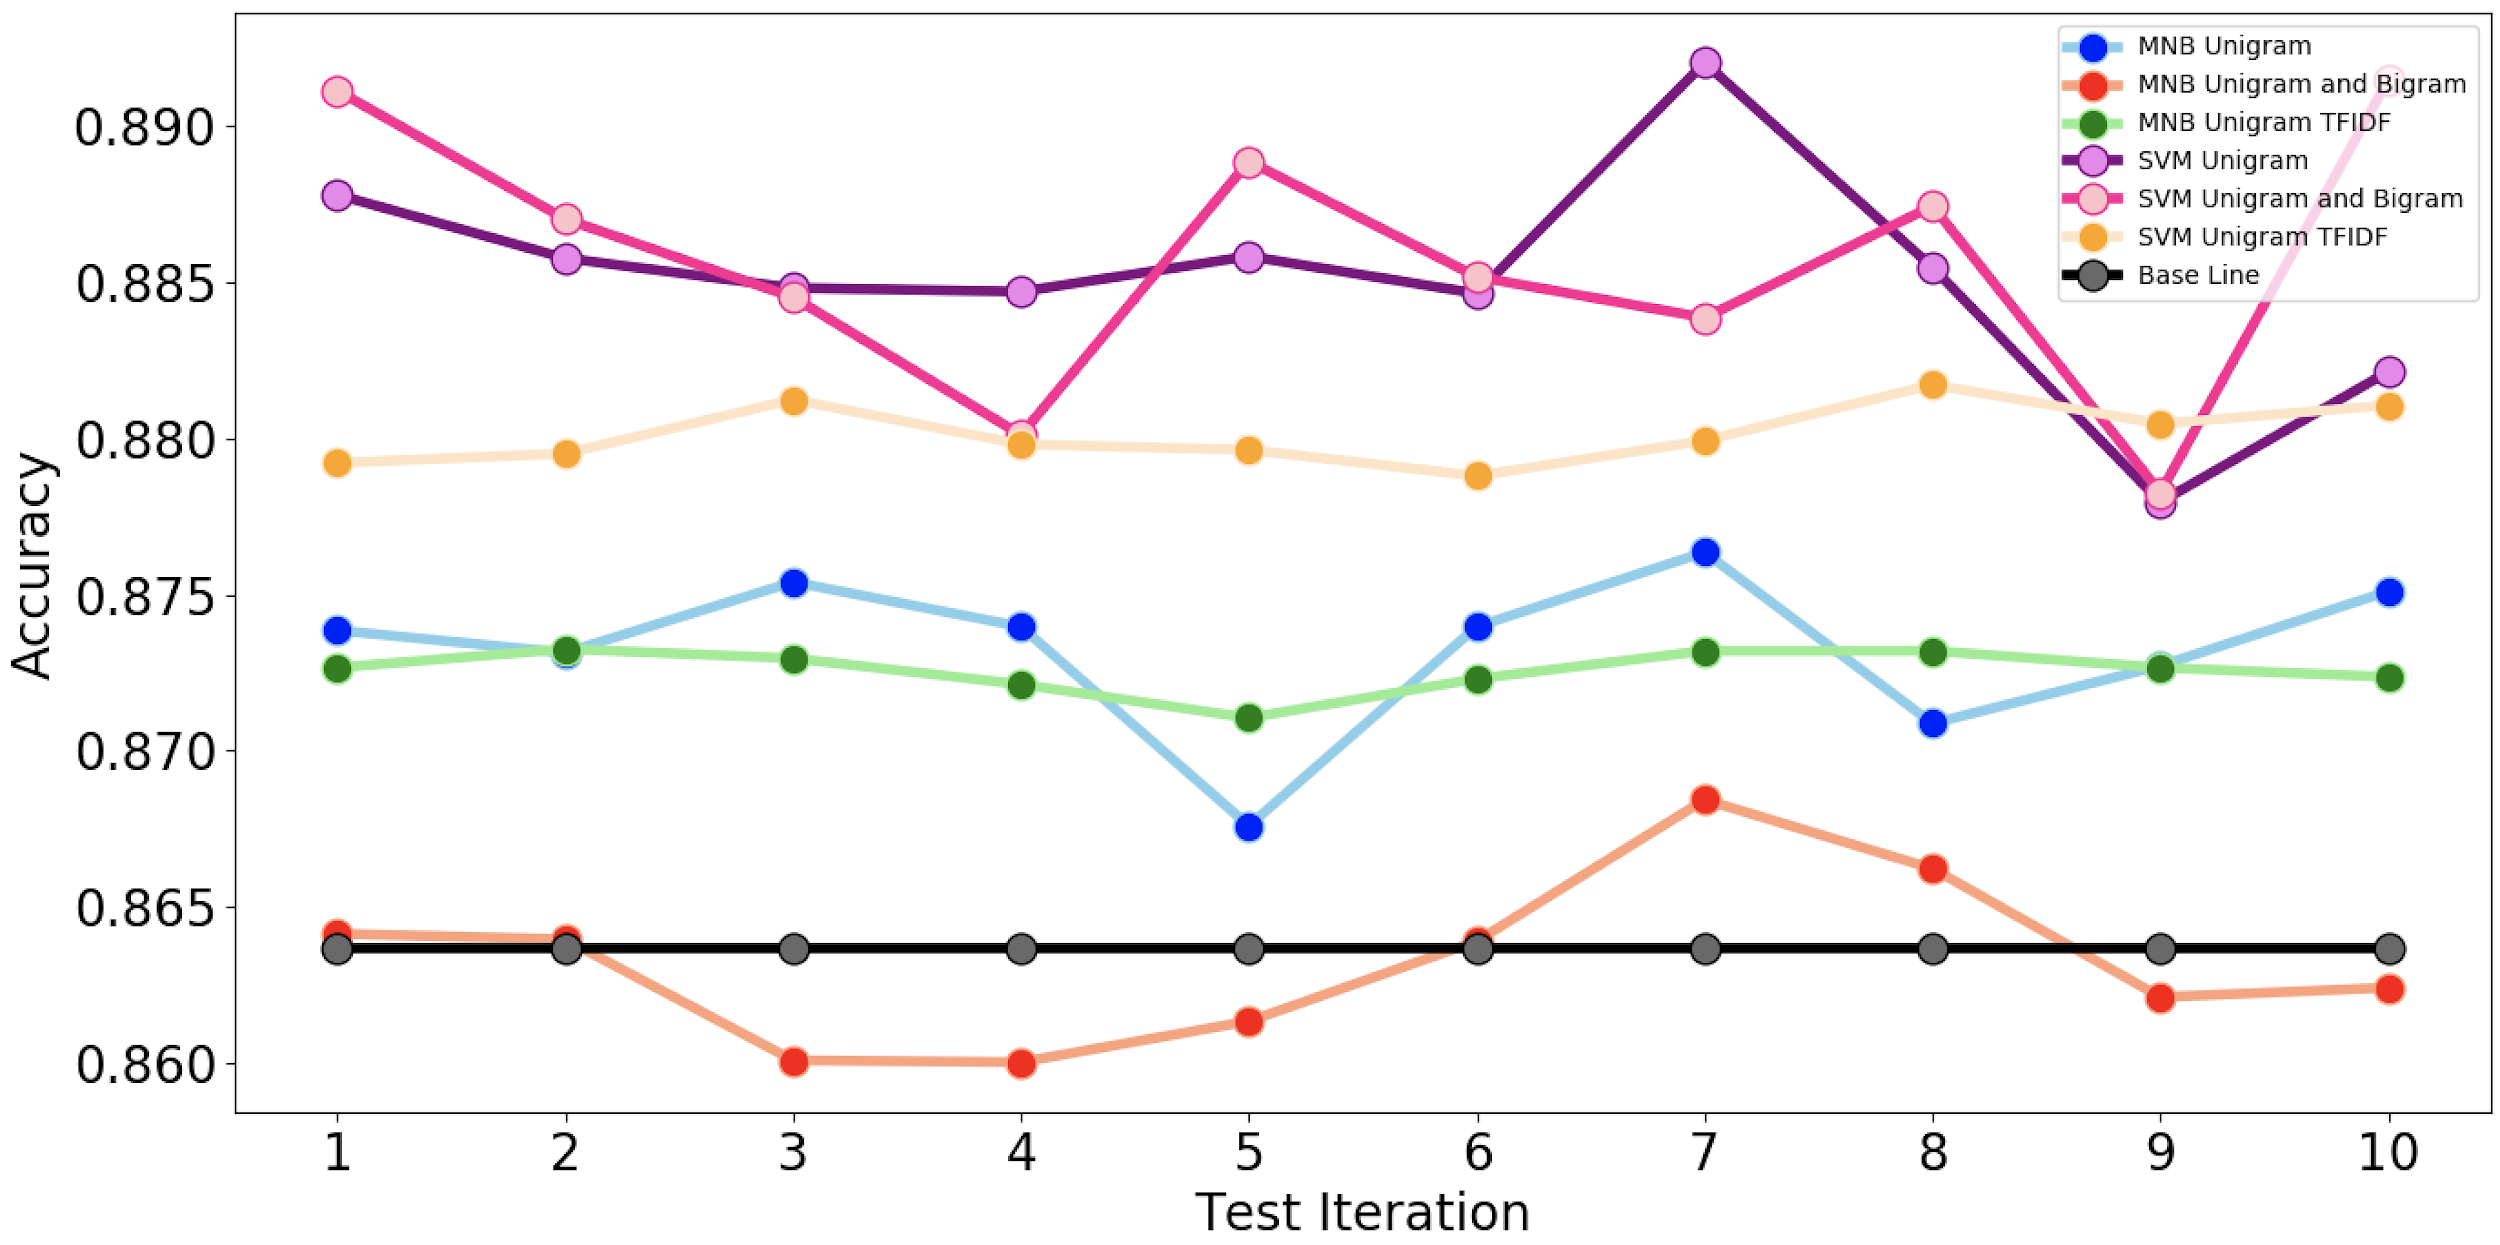 0.890
0.885
0.880
0.875
0.870
0.865
0.860
Accuracy
1 2 3 4 5 6 7 8 9 10
Test Iteration
MNB Unigram
MNB Unigram and Bigram
MNB Unigram TFIDF
SVM Unigram
SVM Unigram and Bigram
SVM Unigram TFIDF
Base Line